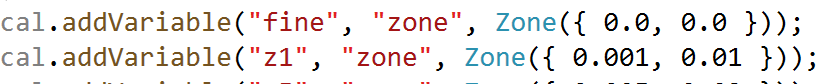 cal.addVariable("fine", "zone", Zone({ 0.0, 0.0 }));
cal.addVariable("z1", "zone", Zone({ 0.001, 0.01 }));